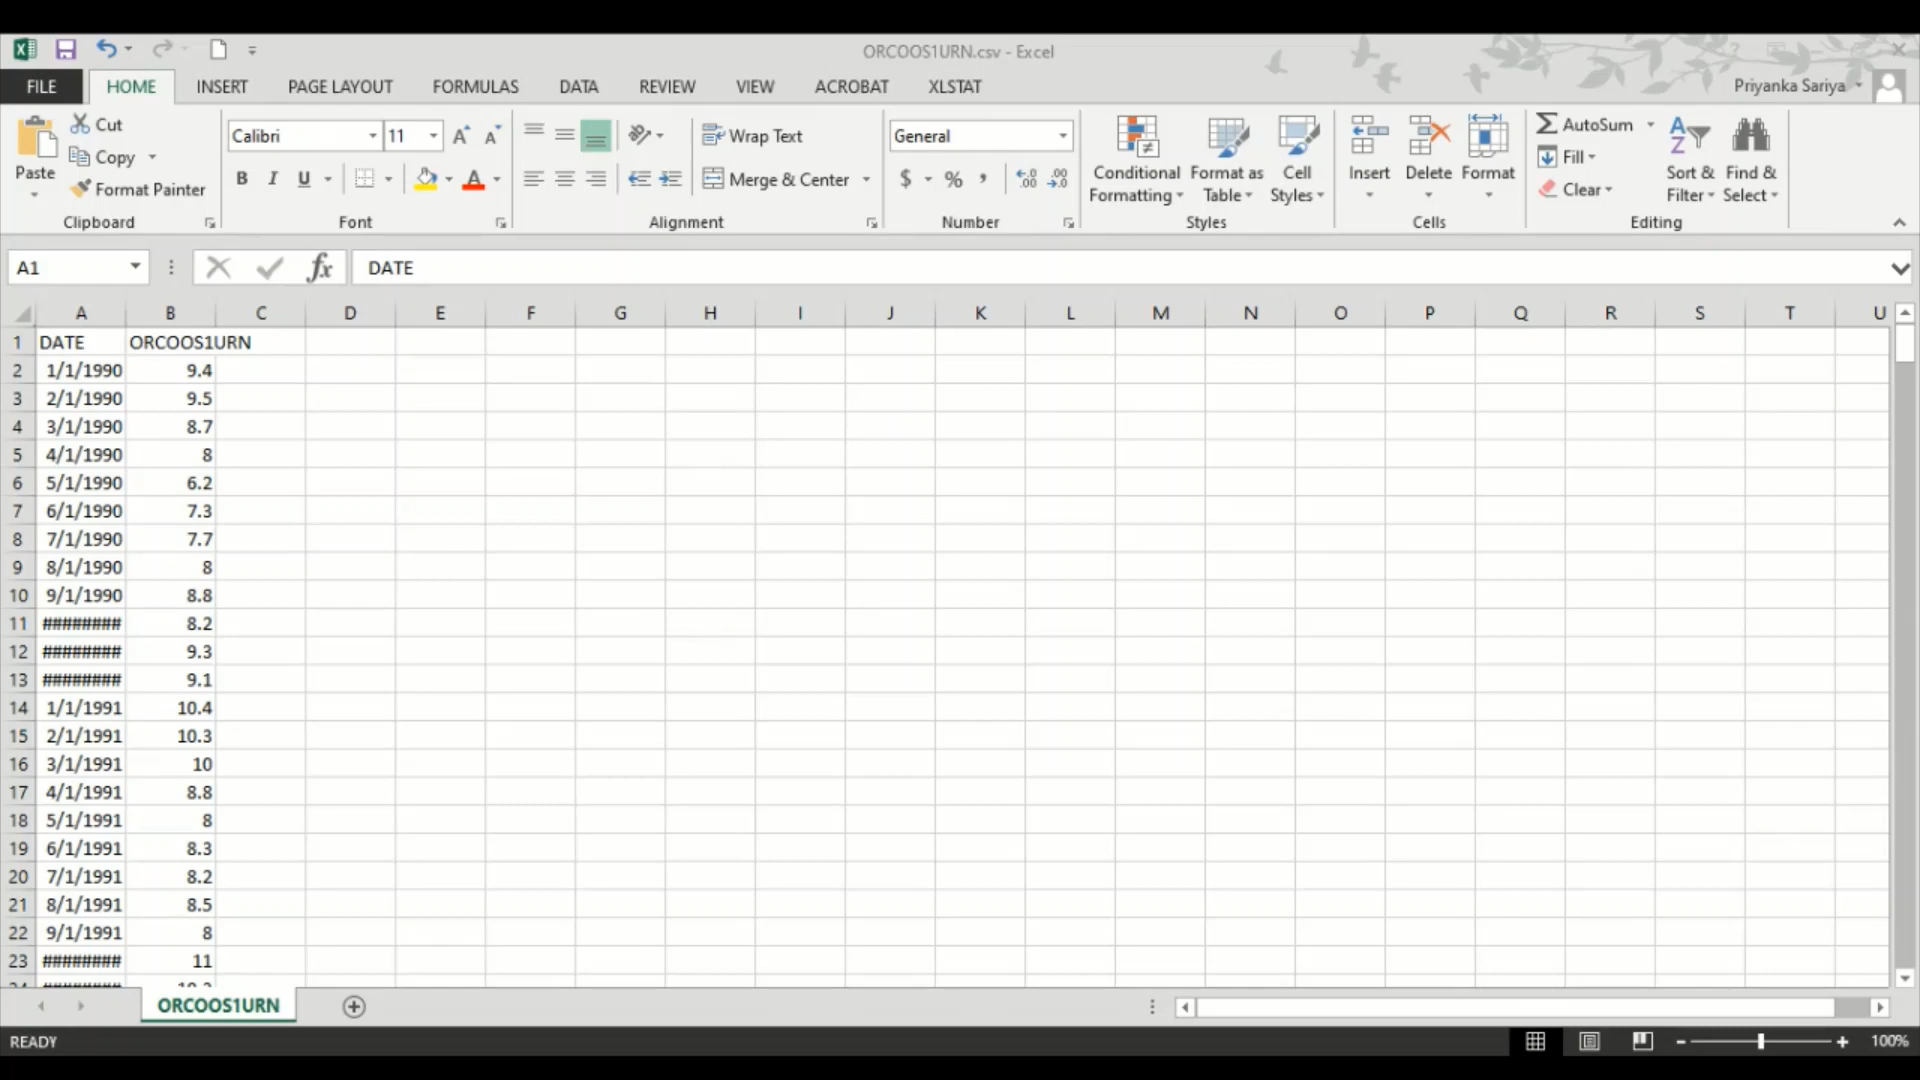 ORCOOS1URN.csv - Excel
FILE HOME INSERT PAGE LAYOUT FORMULAS DATA REVIEW VIEW ACROBAT XLSTAT Priyanka Sariya
Paste Cut Copy Format Painter Clipboard
Calibri 11 B I U A Font
Wrap Text Merge & Center Alignment
General $ % , Number
Conditional Formatting Format as Table Cell Styles Styles
Insert Delete Format Cells
AutoSum Fill Clear Sort & Filter Find & Select Editing
A1 fx DATE
A B C D E F G H I J K L M N O P Q R S T U
1 DATE ORCOOS1URN
2 1/1/1990 9.4
3 2/1/1990 9.5
4 3/1/1990 8.7
5 4/1/1990 8
6 5/1/1990 6.2
7 6/1/1990 7.3
8 7/1/1990 7.7
9 8/1/1990 8
10 9/1/1990 8.8
11 ######## 8.2
12 ######## 9.3
13 ######## 9.1
14 1/1/1991 10.4
15 2/1/1991 10.3
16 3/1/1991 10
17 4/1/1991 8.8
18 5/1/1991 8
19 6/1/1991 8.3
20 7/1/1991 8.2
21 8/1/1991 8.5
22 9/1/1991 8
23 ######## 11
ORCOOS1URN
READY 100%